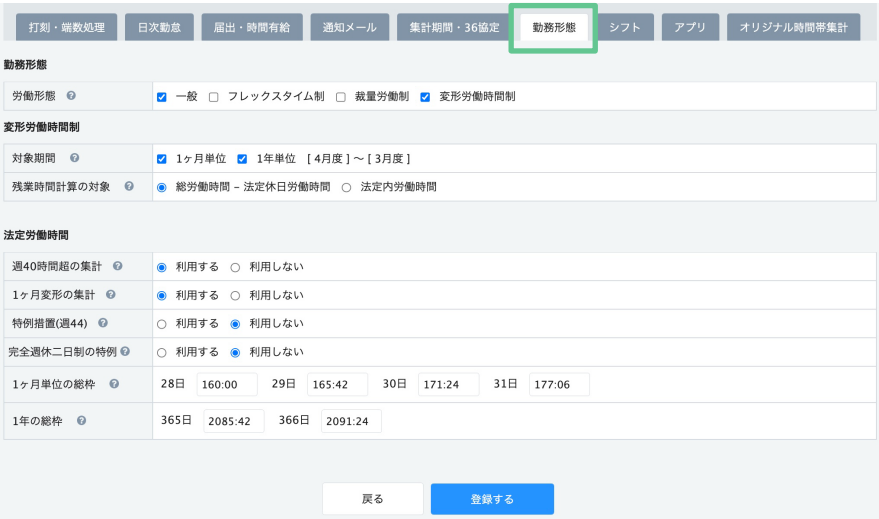 打刻・端数処理 日次勤怠 届出・時間有給 通知メール 集計期間・36協定 勤務形態 シフト アプリ オリジナル時間帯集計
勤務形態
労働形態 ? 一般 フレックスタイム制 裁量労働制 変形労働時間制
変形労働時間制
対象期間 ? 1ヶ月単位 1年単位 [ 4月度 ] ～ [ 3月度 ]
残業時間計算の対象 ? 総労働時間 – 法定休日労働時間 法定内労働時間
法定労働時間
週40時間超の集計 ? 利用する 利用しない
1ヶ月変形の集計 ? 利用する 利用しない
特例措置(週44) ? 利用する 利用しない
完全週休二日制の特例 ? 利用する 利用しない
1ヶ月単位の総枠 ? 28日 160:00 29日 165:42 30日 171:24 31日 177:06
1年の総枠 ? 365日 2085:42 366日 2091:24
戻る 登録する